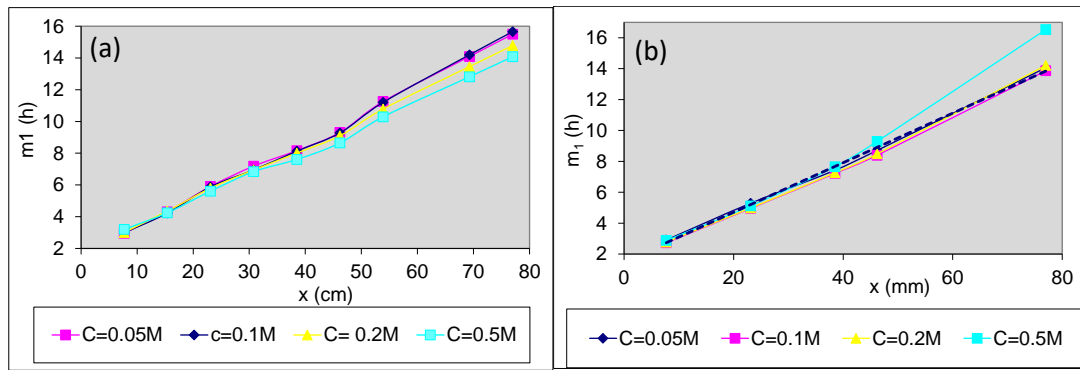 (a)
m1 (h)
16
14
12
10
8
6
4
2
0 10 20 30 40 50 60 70 80
x (cm)
C=0.05M c=0.1M C= 0.2M C=0.5M
(b)
m₁ (h)
16
14
12
10
8
6
4
2
0 20 40 60 80
x (mm)
C=0.05M C=0.1M C=0.2M C=0.5M